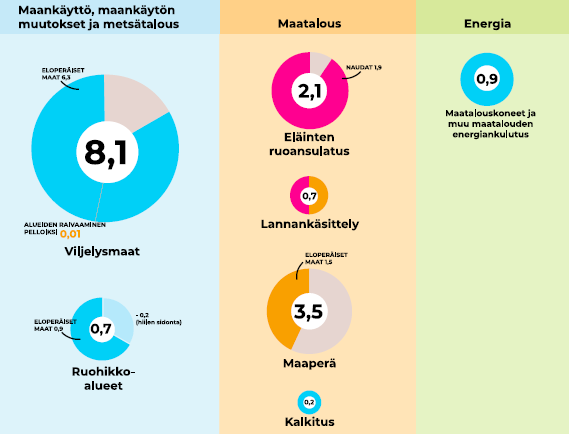 Maankäyttö, maankäytön
muutokset ja metsätalous
ELOPERÄISET
MAAT 6,3
8,1
ALUEIDEN RAIVAAMINEN
PELLOIKSI 0,01
Viljelysmaat
ELOPERÄISET
MAAT 0,9
0,7
- 0,2
(hiilen sidonta)
Ruohikko-
alueet
Maatalous
NAUDAT 1,9
2,1
Eläinten
ruoansulatus
0,7
Lannankäsittely
ELOPERÄISET
MAAT 1,5
3,5
Maaperä
0,2
Kalkitus
Energia
0,9
Maatalouskoneet ja
muu maatalouden
energiankulutus